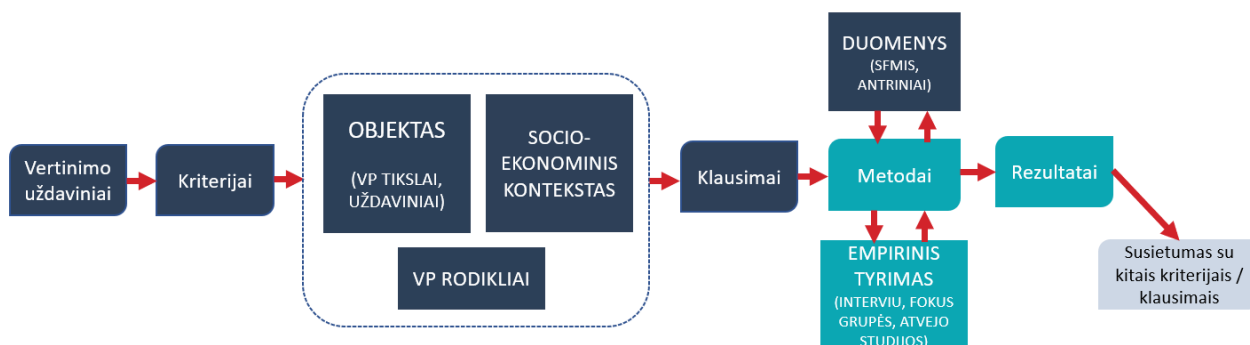 Vertinimo
uždaviniai
Kriterijai
OBJEKTAS
(VP TIKSLAI,
UŽDAVINIAI)
SOCIO-
EKONOMINIS
KONTEKSTAS
VP RODIKLIAI
Klausimai
DUOMENYS
(SFMIS,
ANTRINIAI)
Metodai
EMPIRINIS
TYRIMAS
(INTERVIU, FOKUS
GRUPĖS, ATVEJO
STUDIJOS)
Rezultatai
Susietumas su
kitais kriterijais /
klausimais